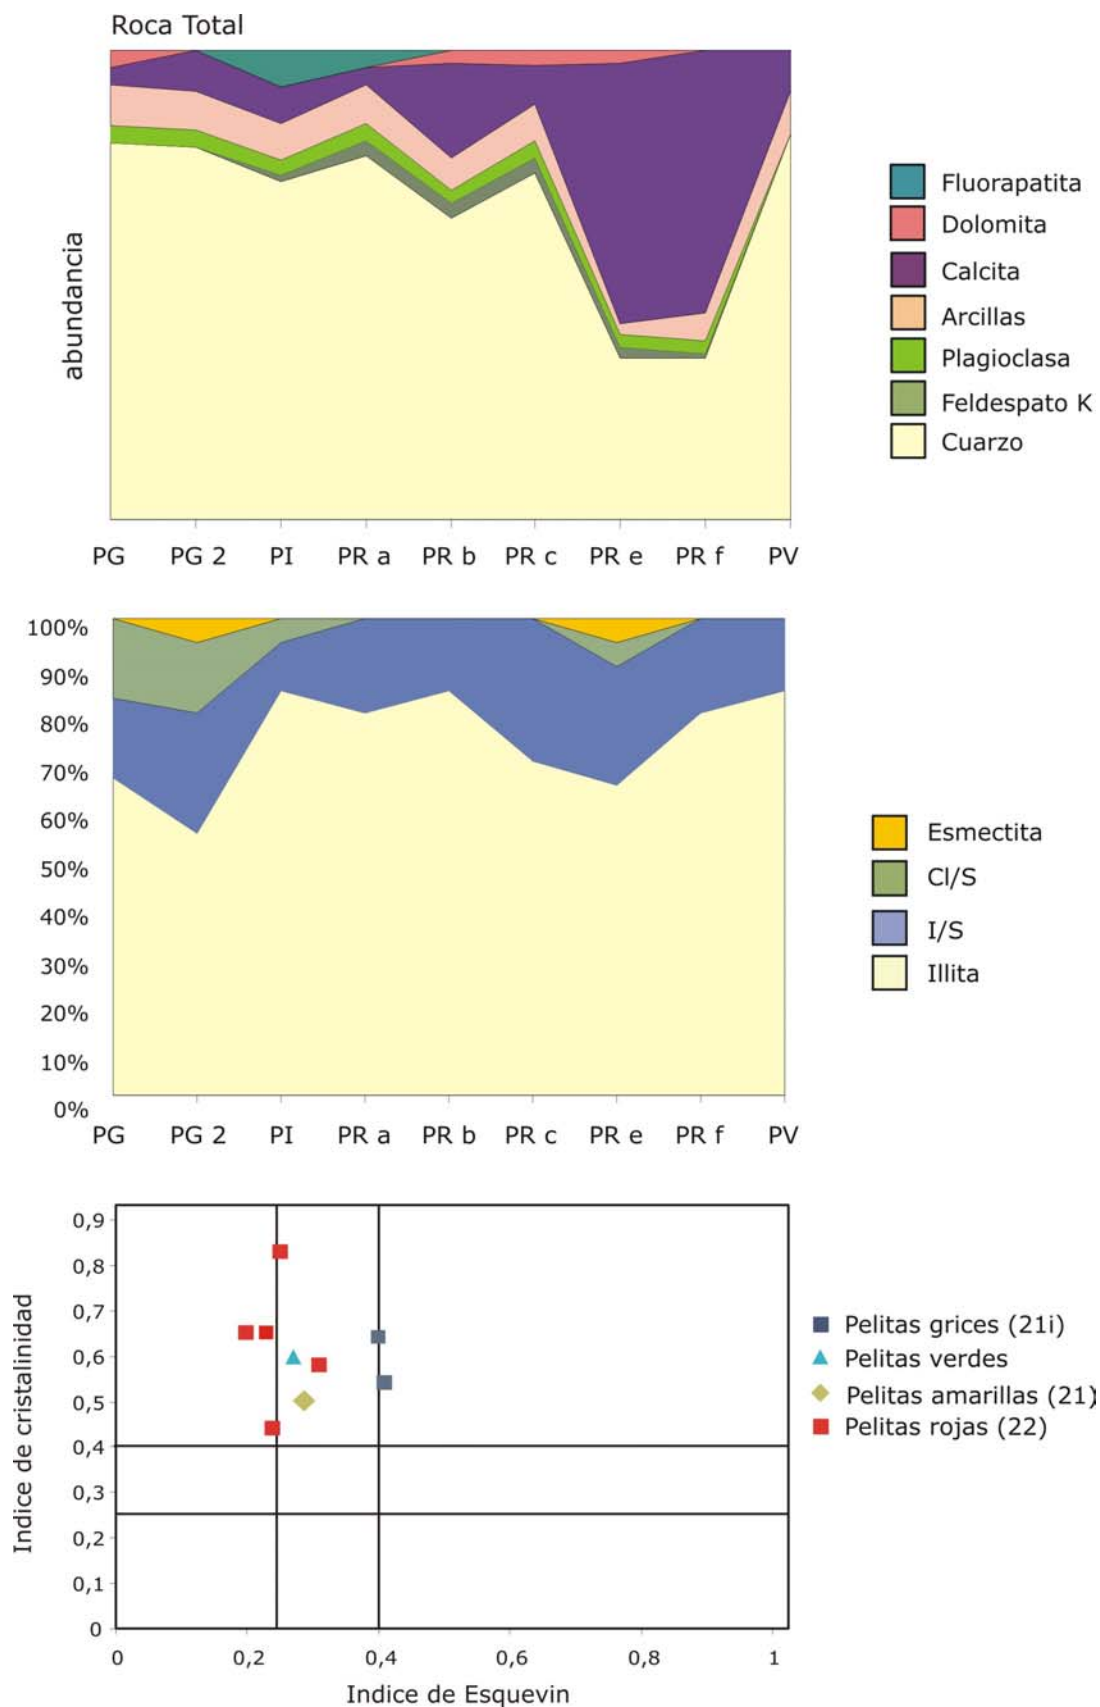 Roca Total
abundancia
Fluorapatita
Dolomita
Calcita
Arcillas
Plagioclasa
Feldespato K
Cuarzo
PG PG 2 PI PR a PR b PR c PR e PR f PV
100%
90%
80%
70%
60%
50%
40%
30%
20%
10%
0%
Esmectita
Cl/S
I/S
Illita
PG PG 2 PI PR a PR b PR c PR e PR f PV
Indice de cristalinidad
0,9
0,8
0,7
0,6
0,5
0,4
0,3
0,2
0,1
0
Pelitas grices (21i)
Pelitas verdes
Pelitas amarillas (21)
Pelitas rojas (22)
0 0,2 0,4 0,6 0,8 1
Indice de Esquevin